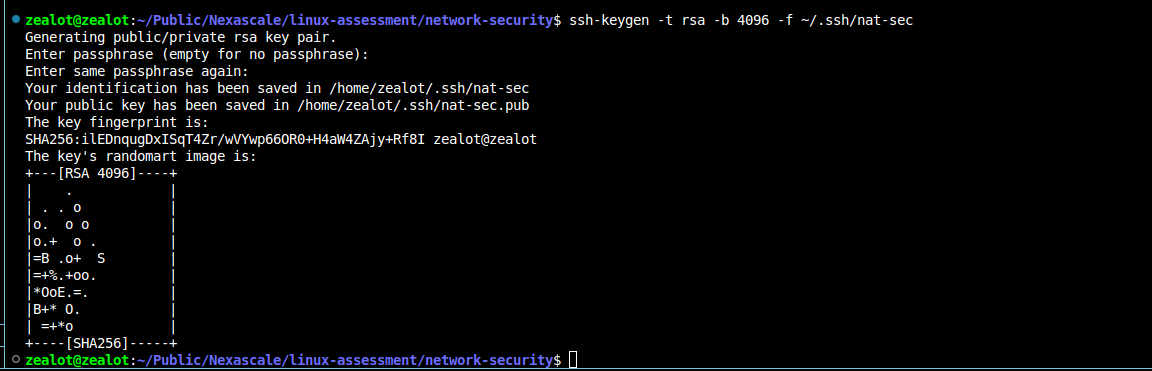 zealot@zealot:~/Public/Nexascale/linux-assessment/network-security$ ssh-keygen -t rsa -b 4096 -f ~/.ssh/nat-sec
Generating public/private rsa key pair.
Enter passphrase (empty for no passphrase):
Enter same passphrase again:
Your identification has been saved in /home/zealot/.ssh/nat-sec
Your public key has been saved in /home/zealot/.ssh/nat-sec.pub
The key fingerprint is:
SHA256:ilEDnqugDxISqT4Zr/wVYwp66OR0+H4aW4ZAjy+Rf8I zealot@zealot
The key's randomart image is:
+---[RSA 4096]----+
|    .            |
| . . o           |
|o.  o o          |
|o.+  o .         |
|=B .o+  S        |
|=+%.+oo.         |
|*OoE.=.          |
|B+* O.           |
| =+*o            |
+----[SHA256]-----+
zealot@zealot:~/Public/Nexascale/linux-assessment/network-security$